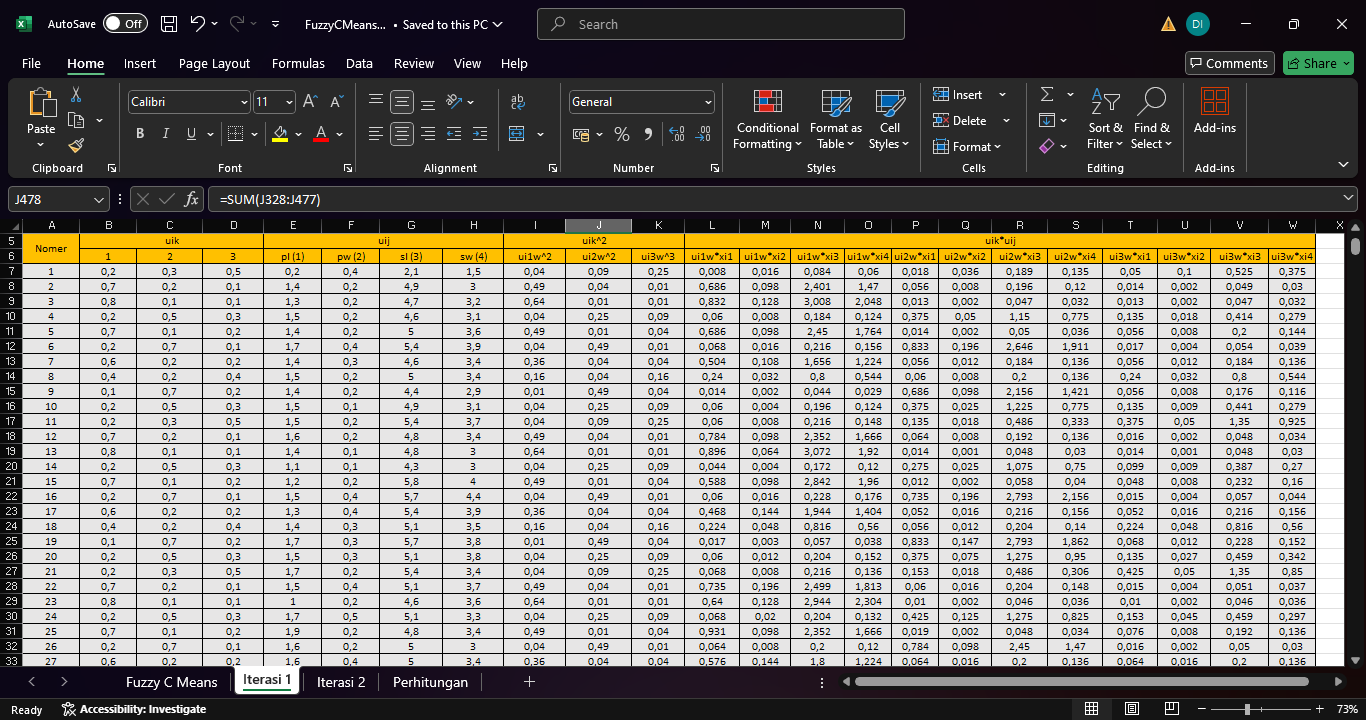 AutoSave Off FuzzyCMeans... • Saved to this PC Search DI
File Home Insert Page Layout Formulas Data Review View Help Comments Share
Paste Calibri 11 A A ab General Conditional Formatting Format as Table Cell Styles Insert Delete Format Sort & Filter Find & Select Add-ins
B I U A % 
Clipboard Font Alignment Number Styles Cells Editing Add-ins
J478 fx =SUM(J328:J477)
A B C D E F G H I J K L M N O P Q R S T U V W X
5 Nomer uik uij uik^2 uik*uij
6 1 2 3 pl (1) pw (2) sl (3) sw (4) ui1w^2 ui2w^2 ui3w^3 ui1w*xi1 ui1w*xi2 ui1w*xi3 ui1w*xi4 ui2w*xi1 ui2w*xi2 ui2w*xi3 ui2w*xi4 ui3w*xi1 ui3w*xi2 ui3w*xi3 ui3w*xi4
7 1 0,2 0,3 0,5 0,2 0,4 2,1 1,5 0,04 0,09 0,25 0,008 0,016 0,084 0,06 0,018 0,036 0,189 0,135 0,05 0,1 0,525 0,375
8 2 0,7 0,2 0,1 1,4 0,2 4,9 3 0,49 0,04 0,01 0,686 0,098 2,401 1,47 0,056 0,008 0,196 0,12 0,014 0,002 0,049 0,03
9 3 0,8 0,1 0,1 1,3 0,2 4,7 3,2 0,64 0,01 0,01 0,832 0,128 3,008 2,048 0,013 0,002 0,047 0,032 0,013 0,002 0,047 0,032
10 4 0,2 0,5 0,3 1,5 0,2 4,6 3,1 0,04 0,25 0,09 0,06 0,008 0,184 0,124 0,375 0,05 1,15 0,775 0,135 0,018 0,414 0,279
11 5 0,7 0,1 0,2 1,4 0,2 5 3,6 0,49 0,01 0,04 0,686 0,098 2,45 1,764 0,014 0,002 0,05 0,036 0,056 0,008 0,2 0,144
12 6 0,2 0,7 0,1 1,7 0,4 5,4 3,9 0,04 0,49 0,01 0,068 0,016 0,216 0,156 0,833 0,196 2,646 1,911 0,017 0,004 0,054 0,039
13 7 0,6 0,2 0,2 1,4 0,3 4,6 3,4 0,36 0,04 0,04 0,504 0,108 1,656 1,224 0,056 0,012 0,184 0,136 0,056 0,012 0,184 0,136
14 8 0,4 0,2 0,4 1,5 0,2 5 3,4 0,16 0,04 0,16 0,24 0,032 0,8 0,544 0,06 0,008 0,2 0,136 0,24 0,032 0,8 0,544
15 9 0,1 0,7 0,2 1,4 0,2 4,4 2,9 0,01 0,49 0,04 0,014 0,002 0,044 0,029 0,686 0,098 2,156 1,421 0,056 0,008 0,176 0,116
16 10 0,2 0,5 0,3 1,5 0,1 4,9 3,1 0,04 0,25 0,09 0,06 0,004 0,196 0,124 0,375 0,025 1,225 0,775 0,135 0,009 0,441 0,279
17 11 0,2 0,3 0,5 1,5 0,2 5,4 3,7 0,04 0,09 0,25 0,06 0,008 0,216 0,148 0,135 0,018 0,486 0,333 0,375 0,05 1,35 0,925
18 12 0,7 0,2 0,1 1,6 0,2 4,8 3,4 0,49 0,04 0,01 0,784 0,098 2,352 1,666 0,064 0,008 0,192 0,136 0,016 0,002 0,048 0,034
19 13 0,8 0,1 0,1 1,4 0,1 4,8 3 0,64 0,01 0,01 0,896 0,064 3,072 1,92 0,014 0,001 0,048 0,03 0,014 0,001 0,048 0,03
20 14 0,2 0,5 0,3 1,1 0,1 4,3 3 0,04 0,25 0,09 0,044 0,004 0,172 0,12 0,275 0,025 1,075 0,75 0,099 0,009 0,387 0,27
21 15 0,7 0,1 0,2 1,2 0,2 5,8 4 0,49 0,01 0,04 0,588 0,098 2,842 1,96 0,012 0,002 0,058 0,04 0,048 0,008 0,232 0,16
22 16 0,2 0,7 0,1 1,5 0,4 5,7 4,4 0,04 0,49 0,01 0,06 0,016 0,228 0,176 0,735 0,196 2,793 2,156 0,015 0,004 0,057 0,044
23 17 0,6 0,2 0,2 1,3 0,4 5,4 3,9 0,36 0,04 0,04 0,468 0,144 1,944 1,404 0,052 0,016 0,216 0,156 0,052 0,016 0,216 0,156
24 18 0,4 0,2 0,4 1,4 0,3 5,1 3,5 0,16 0,04 0,16 0,224 0,048 0,816 0,56 0,056 0,012 0,204 0,14 0,224 0,048 0,816 0,56
25 19 0,1 0,7 0,2 1,7 0,3 5,7 3,8 0,01 0,49 0,04 0,017 0,003 0,057 0,038 0,833 0,147 2,793 1,862 0,068 0,012 0,228 0,152
26 20 0,2 0,5 0,3 1,5 0,3 5,1 3,8 0,04 0,25 0,09 0,06 0,012 0,204 0,152 0,375 0,075 1,275 0,95 0,135 0,027 0,459 0,342
27 21 0,2 0,3 0,5 1,7 0,2 5,4 3,4 0,04 0,09 0,25 0,068 0,008 0,216 0,136 0,153 0,018 0,486 0,306 0,425 0,05 1,35 0,85
28 22 0,7 0,2 0,1 1,5 0,4 5,1 3,7 0,49 0,04 0,01 0,735 0,196 2,499 1,813 0,06 0,016 0,204 0,148 0,015 0,004 0,051 0,037
29 23 0,8 0,1 0,1 1 0,2 4,6 3,6 0,64 0,01 0,01 0,64 0,128 2,944 2,304 0,01 0,002 0,046 0,036 0,01 0,002 0,046 0,036
30 24 0,2 0,5 0,3 1,7 0,5 5,1 3,3 0,04 0,25 0,09 0,068 0,02 0,204 0,132 0,425 0,125 1,275 0,825 0,153 0,045 0,459 0,297
31 25 0,7 0,1 0,2 1,9 0,2 4,8 3,4 0,49 0,01 0,04 0,931 0,098 2,352 1,666 0,019 0,002 0,048 0,034 0,076 0,008 0,192 0,136
32 26 0,2 0,7 0,1 1,6 0,2 5 3 0,04 0,49 0,01 0,064 0,008 0,2 0,12 0,784 0,098 2,45 1,47 0,016 0,002 0,05 0,03
33 27 0,6 0,2 0,2 1,6 0,4 5 3,4 0,36 0,04 0,04 0,576 0,144 1,8 1,224 0,064 0,016 0,2 0,136 0,064 0,016 0,2 0,136
Fuzzy C Means Iterasi 1 Iterasi 2 Perhitungan
Ready Accessibility: Investigate 73%